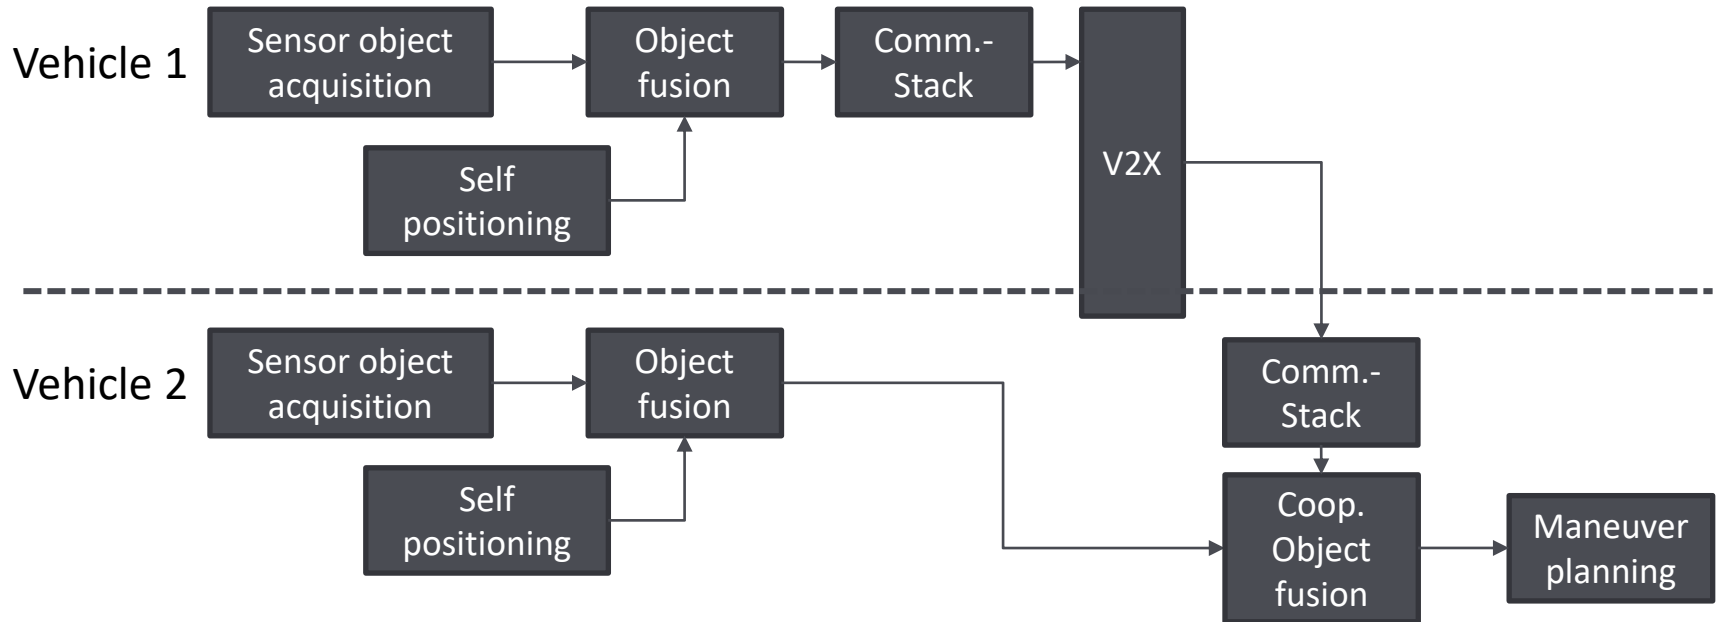 Vehicle 1
Sensor object
acquisition
Object
fusion
Comm.-
Stack
V2X
Self
positioning
Vehicle 2
Sensor object
acquisition
Object
fusion
Comm.-
Stack
Self
positioning
Coop.
Object
fusion
Maneuver
planning